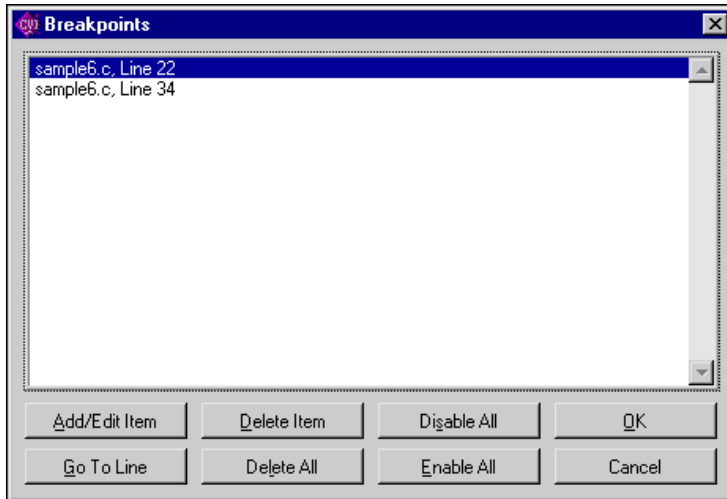 CVI Breakpoints
sample6.c, Line 22
sample6.c, Line 34
Add/Edit Item Delete Item Disable All OK
Go To Line Delete All Enable All Cancel